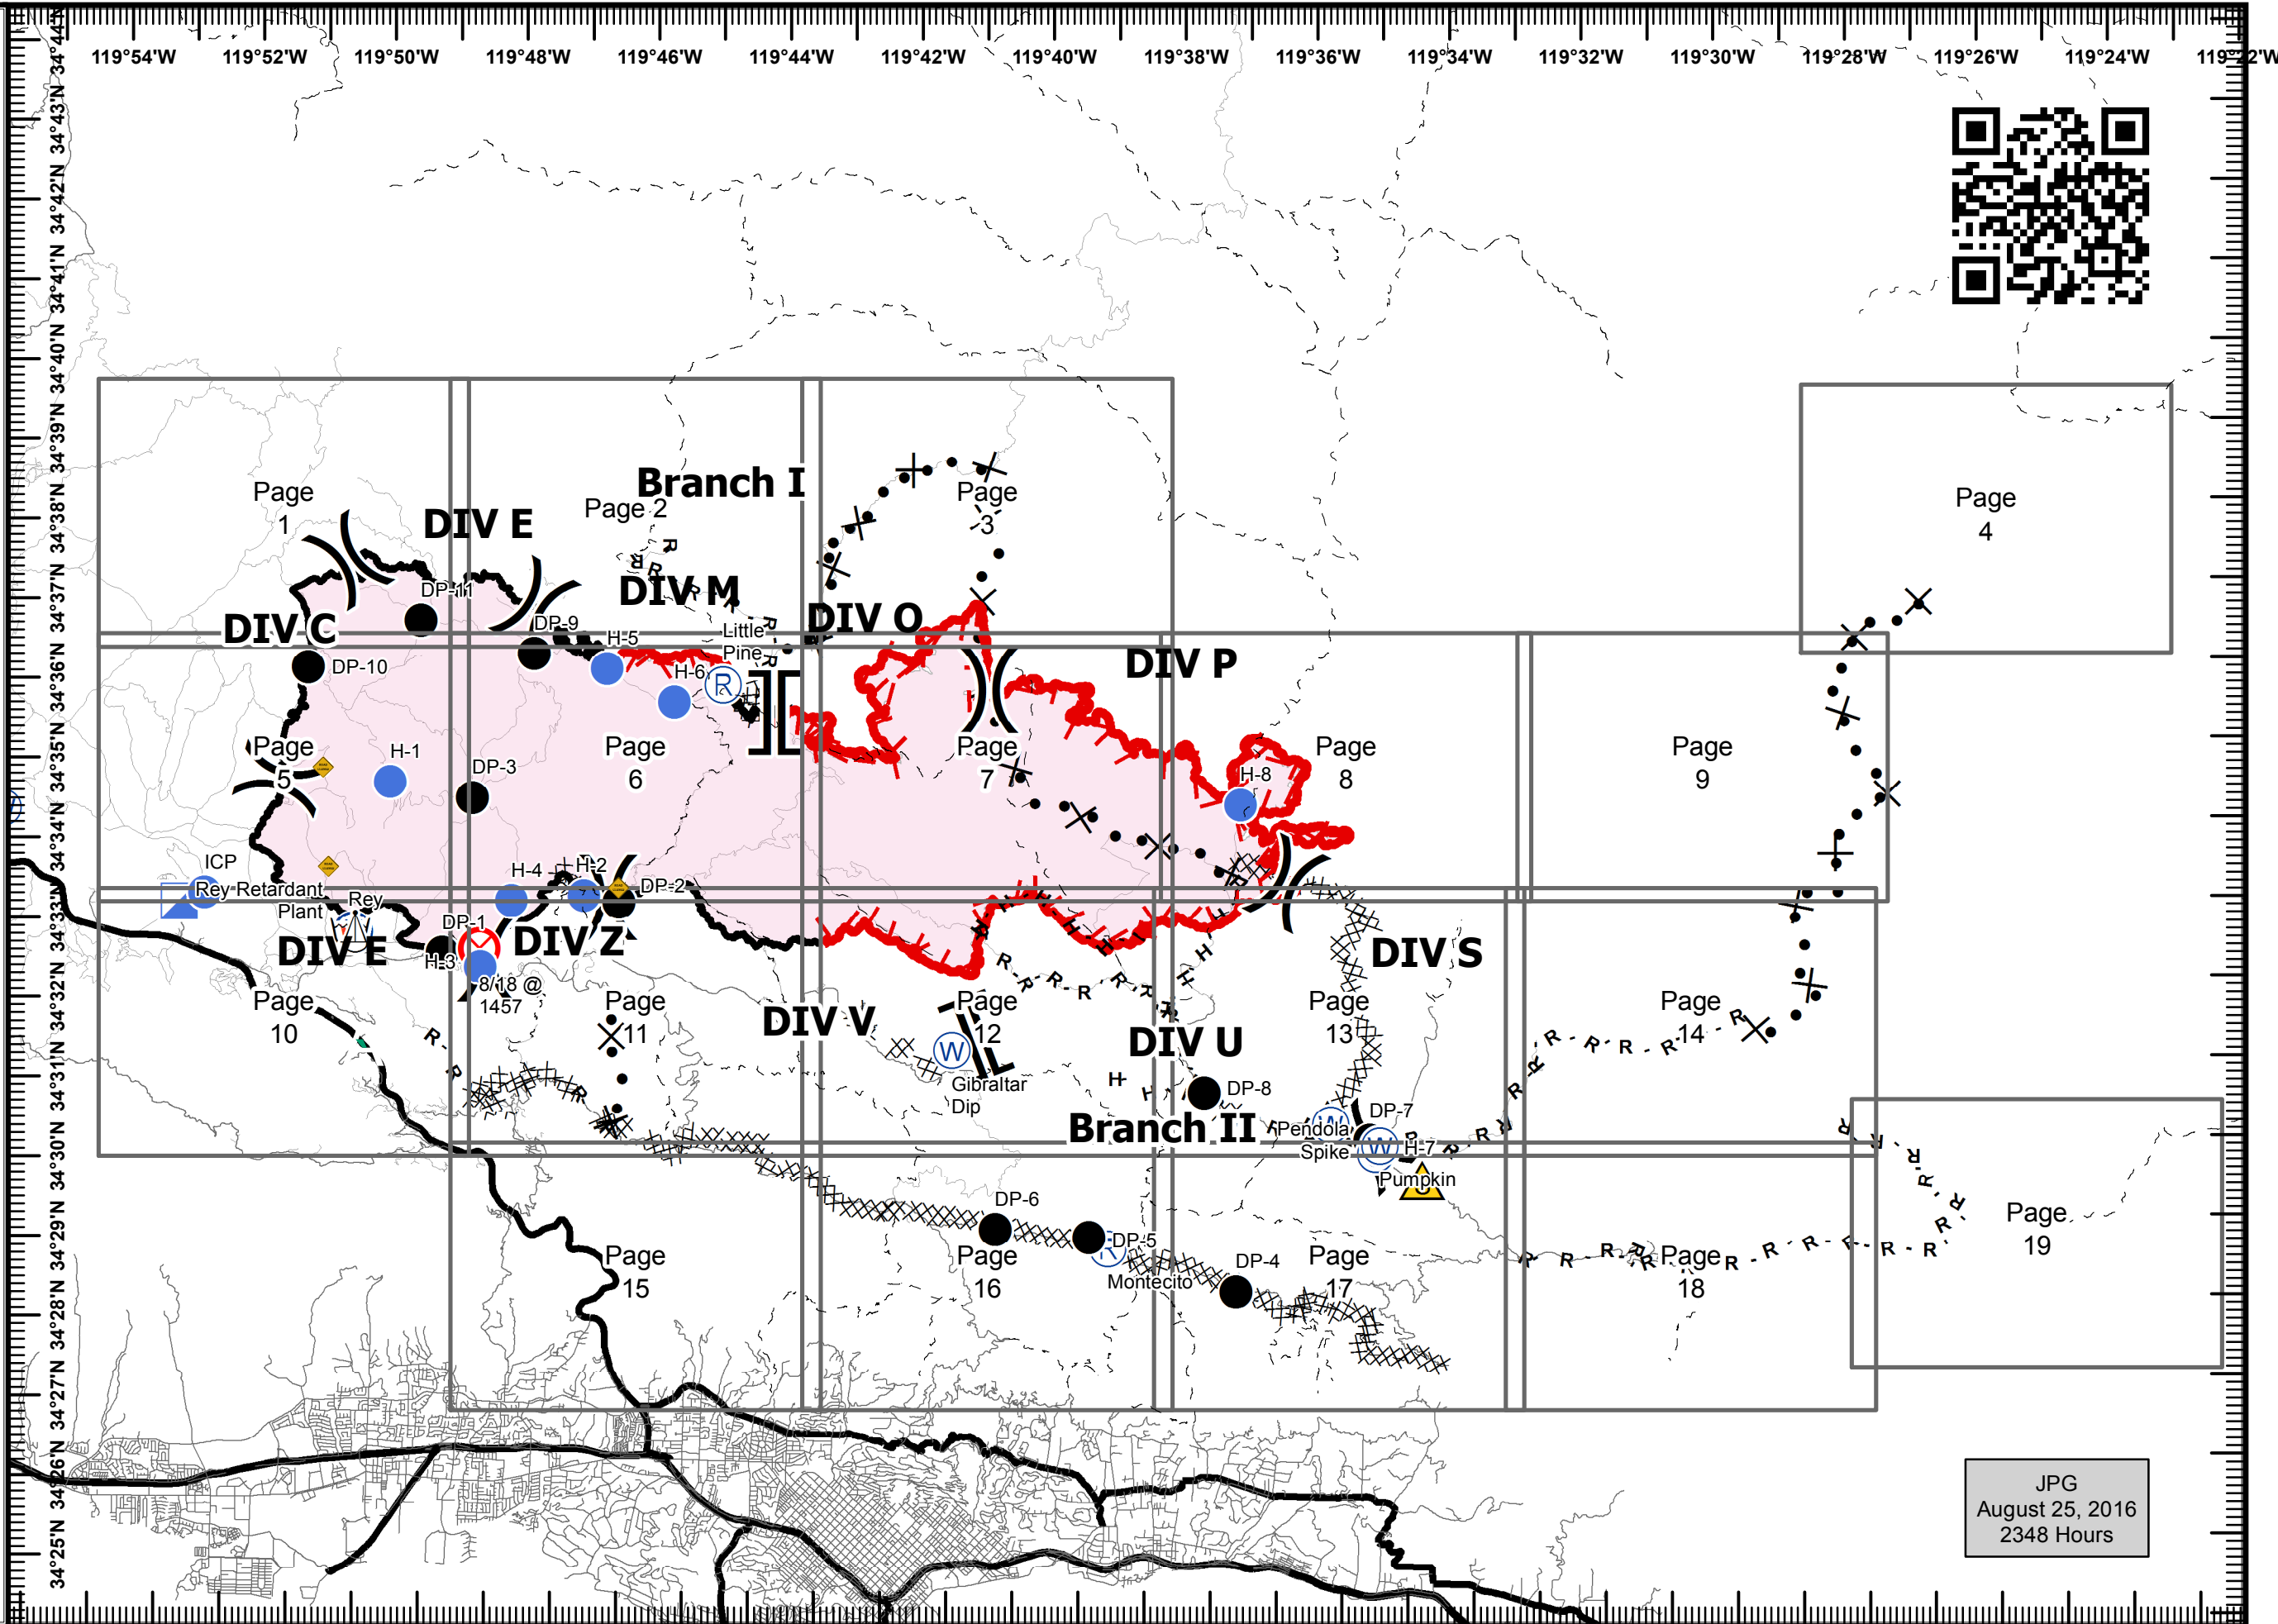 119°54'W 119°52'W 119°50'W 119°48'W 119°46'W 119°44'W 119°42'W 119°40'W 119°38'W 119°36'W 119°34'W 119°32'W 119°30'W 119°28'W 119°26'W 119°24'W 119°22'W
34°44'N
34°43'N
34°42'N
34°41'N
34°40'N
34°39'N
34°38'N
34°37'N
34°36'N
34°35'N
34°34'N
34°33'N
34°32'N
34°31'N
34°30'N
34°29'N
34°28'N
34°27'N
34°26'N
34°25'N
Branch I
Page
1
Page 2
Page
3
Page
4
DIV E
DIV M
DIV O
DIV C
DIV P
DP-11
DP-9
DP-10
H-5
H-6
Little
Pine
R
Page
5
H-1
DP-3
Page
6
Page
7
H-8
Page
8
Page
9
ICP
Rey Retardant
Plant
Rey
H-4
H-2
DP-2
DP-1
H-3
8/18 @
1457
DIV E
DIV Z
DIV S
Page
10
Page
11
DIV V
Page
12
W
Gibraltar
Dip
DIV U
Page
13
Page
14
DP-8
Branch II
DP-7
W
Pendola
Spike
W
H-7
Pumpkin
DP-6
DP-5
R
Montecito
DP-4
Page
15
Page
16
Page
17
Page
18
Page
19
JPG
August 25, 2016
2348 Hours